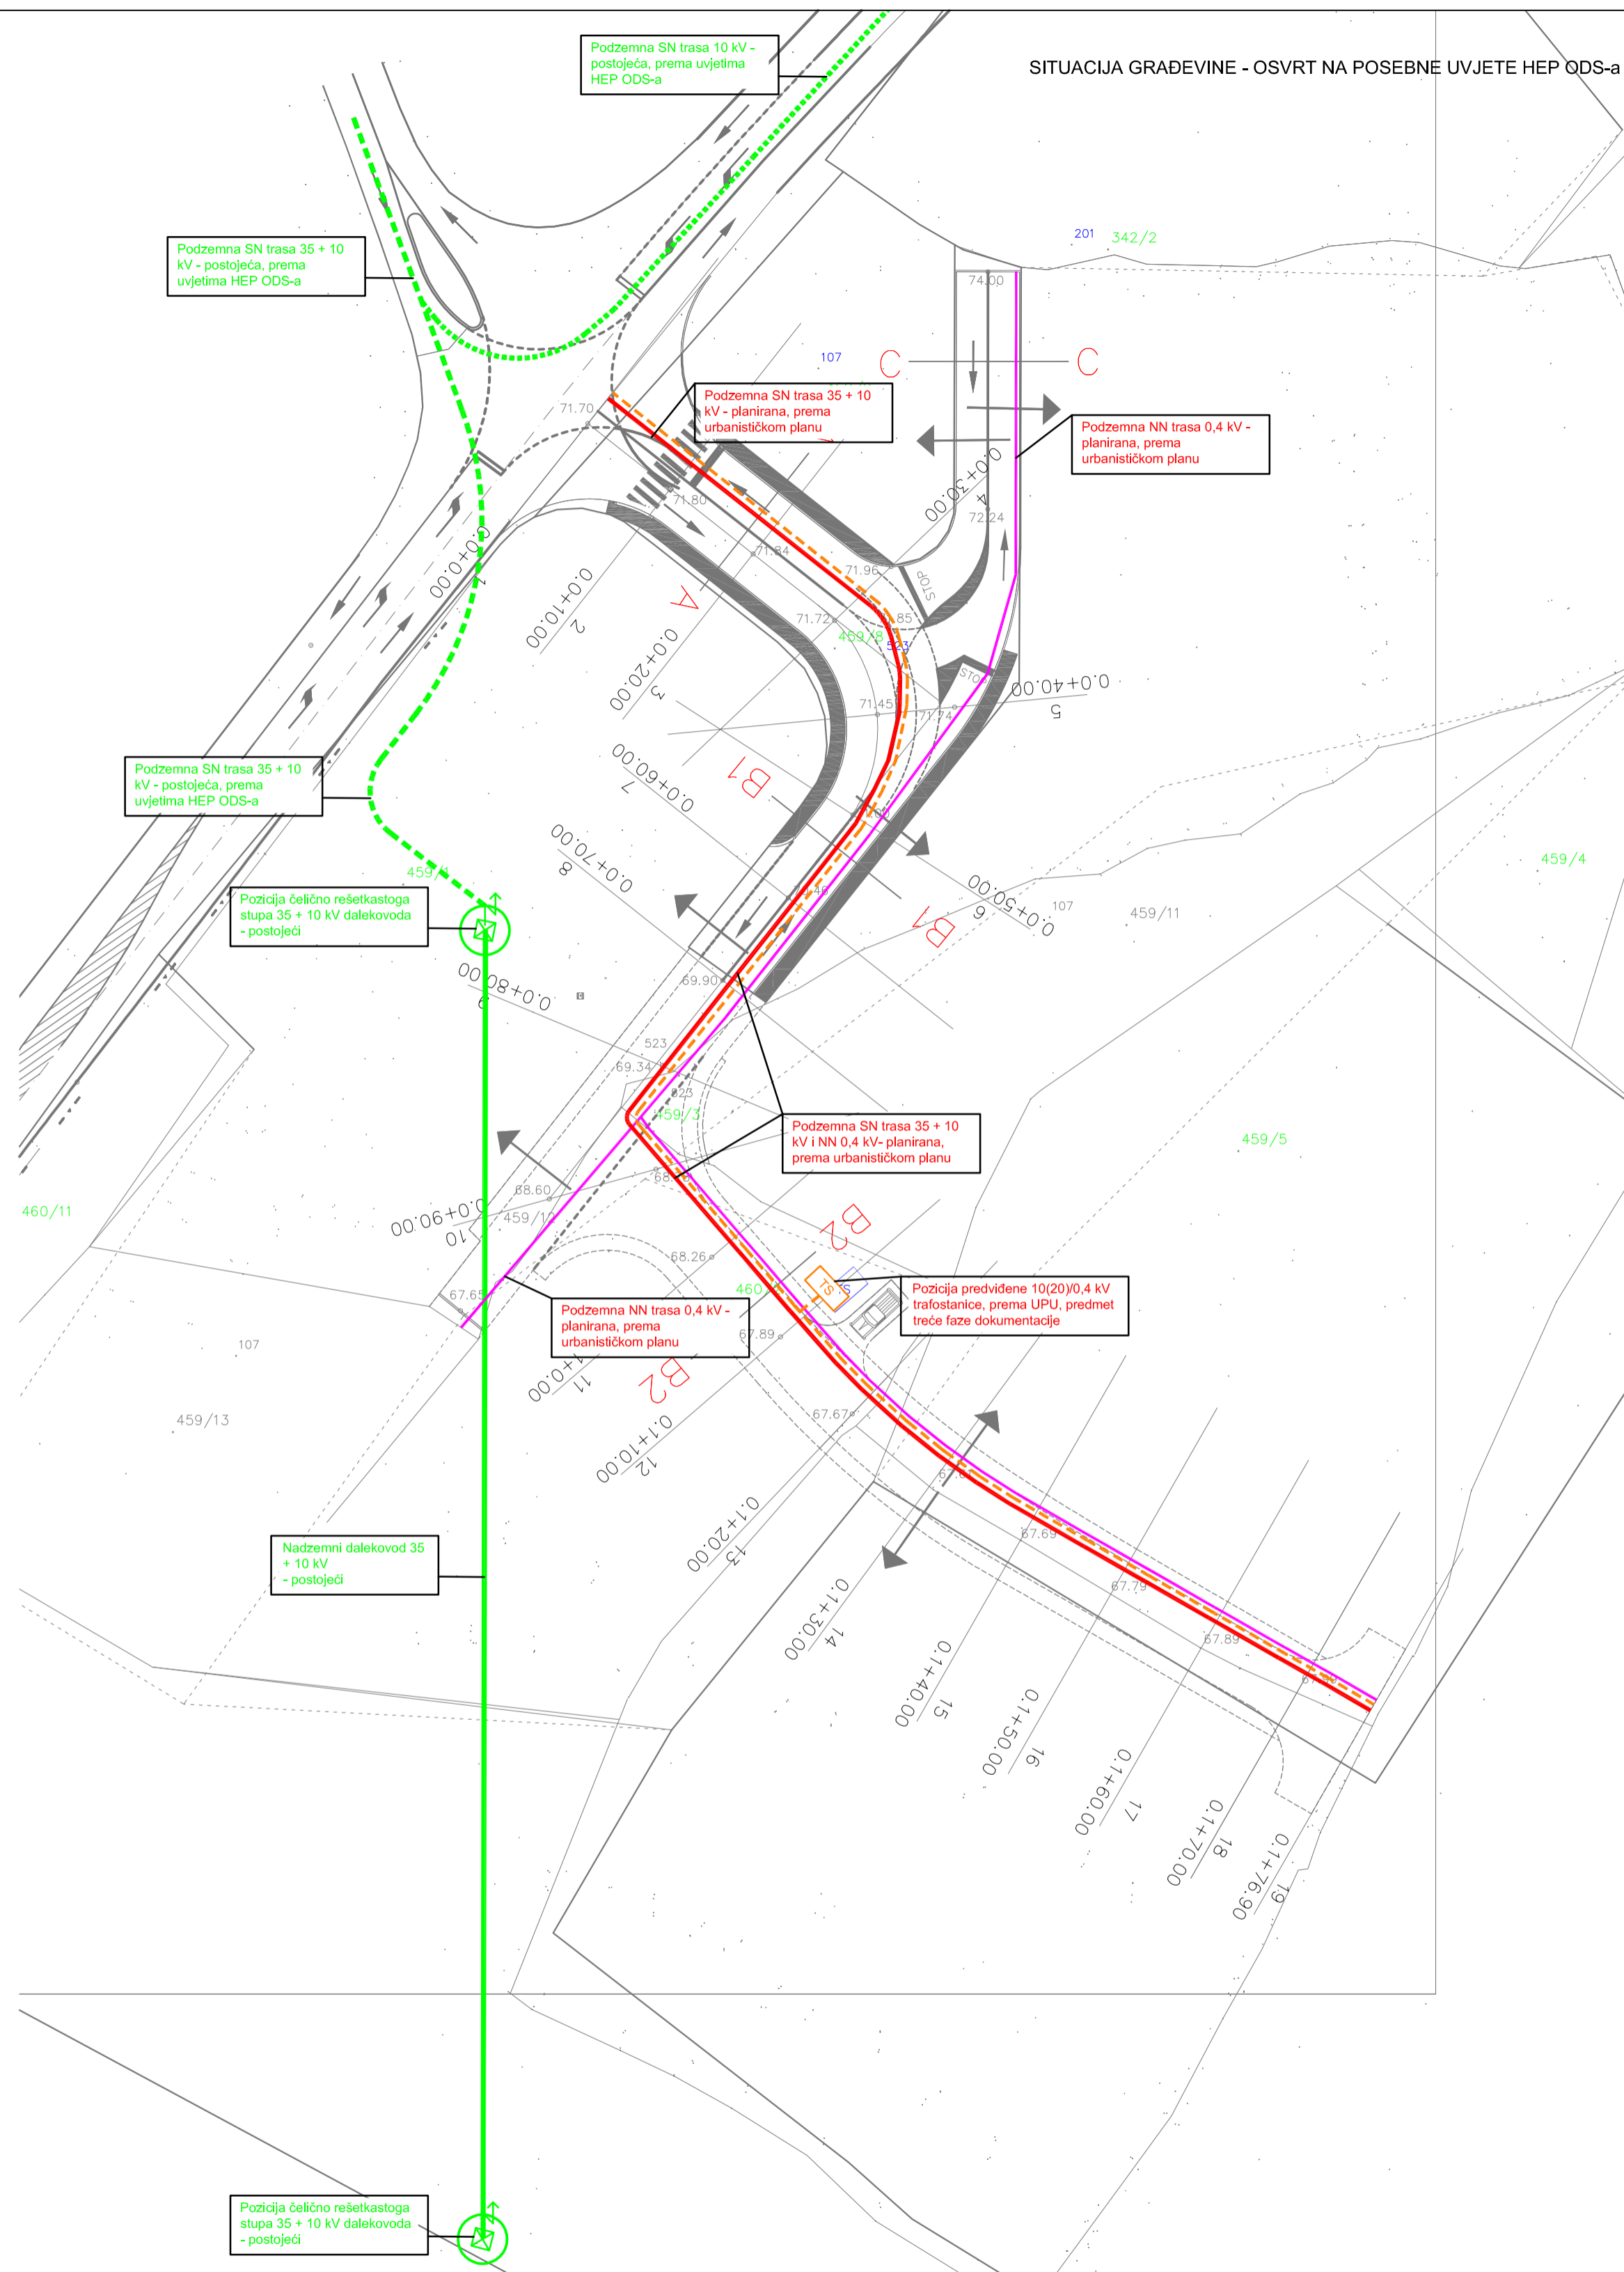 SITUACIJA GRAĐEVINE - OSVRT NA POSEBNE UVJETE HEP ODS-a
Podzemna SN trasa 10 kV -
postojeća, prema uvjetima
HEP ODS-a
Podzemna SN trasa 35 + 10
kV - postojeća, prema
uvjetima HEP ODS-a
201
342/2
74.00
107
C
C
71.70
Podzemna SN trasa 35 + 10
kV - planirana, prema
urbanističkom planu
Podzemna NN trasa 0,4 kV -
planirana, prema
urbanističkom planu
0.0+30.00
4
71.80
72.24
71.84
71.96
STOP
0.0+0.00
1
0.0+10.00
2
A
71.72
459/8
523
0.0+20.00
3
STOP
0.0+40.00
5
71.45
71.74
0.0+60.00
7
B1
Podzemna SN trasa 35 + 10
kV - postojeća, prema
uvjetima HEP ODS-a
0.0+70.00
8
459/4
459/1
0.0+50.00
6
107
459/11
B1
Pozicija čelično rešetkastoga
stupa 35 + 10 kV dalekovoda
- postojeći
69.90
0.0+80.00
9
523
69.34
823
459/3
Podzemna SN trasa 35 + 10
kV i NN 0,4 kV- planirana,
prema urbanističkom planu
459/5
68.60
460/11
0.0+90.00
10
459/12
B2
68.26
TS
Pozicija predviđene 10(20)/0,4 kV
trafostanice, prema UPU, predmet
treće faze dokumentacije
67.65
Podzemna NN trasa 0,4 kV -
planirana, prema
urbanističkom planu
67.89
107
11
B2
459/13
67.67
0.1+10.00
12
0.1+20.00
13
67.69
Nadzemni dalekovod 35
+ 10 kV
- postojeći
67.79
0.1+30.00
14
67.89
0.1+40.00
15
0.1+50.00
16
0.1+60.00
17
0.1+70.00
18
0.1+76.90
19
Pozicija čelično rešetkastoga
stupa 35 + 10 kV dalekovoda
- postojeći